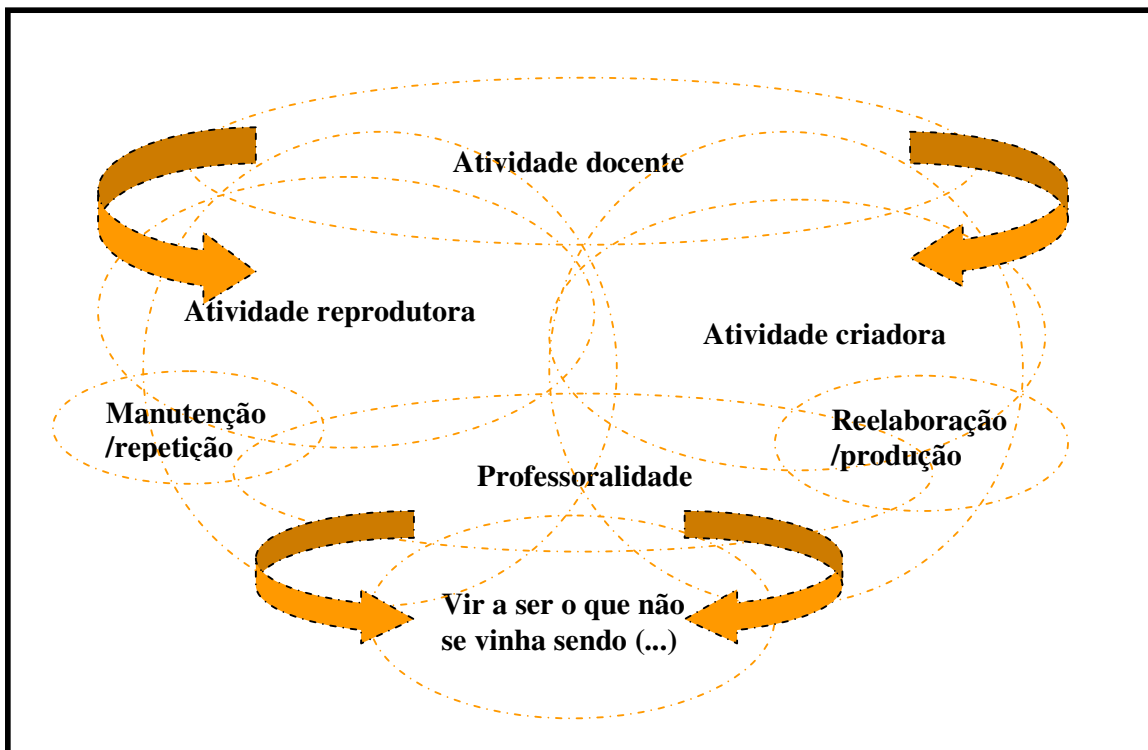 Atividade docente
Atividade reprodutora
Atividade criadora
Manutenção
/repetição
Reelaboração
/produção
Professoralidade
Vir a ser o que não
se vinha sendo (...)